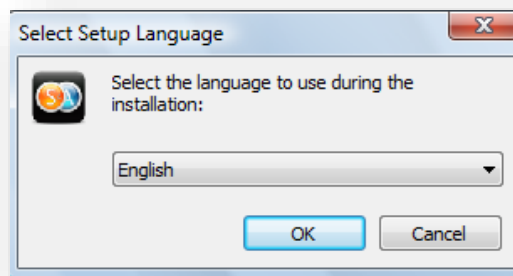 Select Setup Language
Select the language to use during the
installation:
S A
English
OK
Cancel